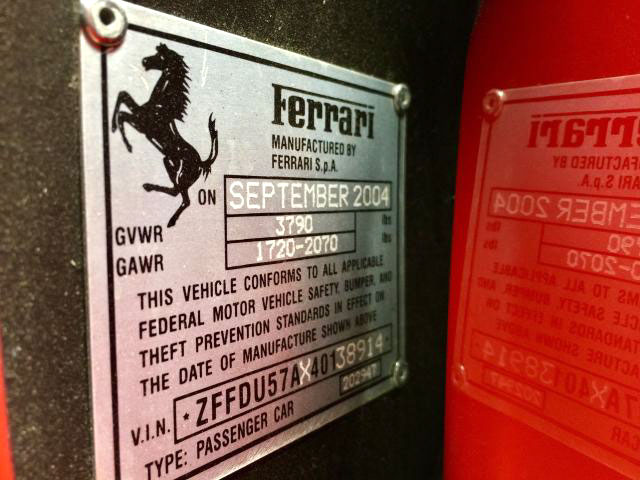 Ferrari
MANUFACTURED BY
FERRARI S.p.A.
ON SEPTEMBER 2004
GVWR 3790 lbs
GAWR 1720-2070 lbs
THIS VEHICLE CONFORMS TO ALL APPLICABLE
FEDERAL MOTOR VEHICLE SAFETY, BUMPER, AND
THEFT PREVENTION STANDARDS IN EFFECT ON
THE DATE OF MANUFACTURE SHOWN ABOVE
V.I.N. *ZFFDU57AX40138914*
202947
TYPE: PASSENGER CAR